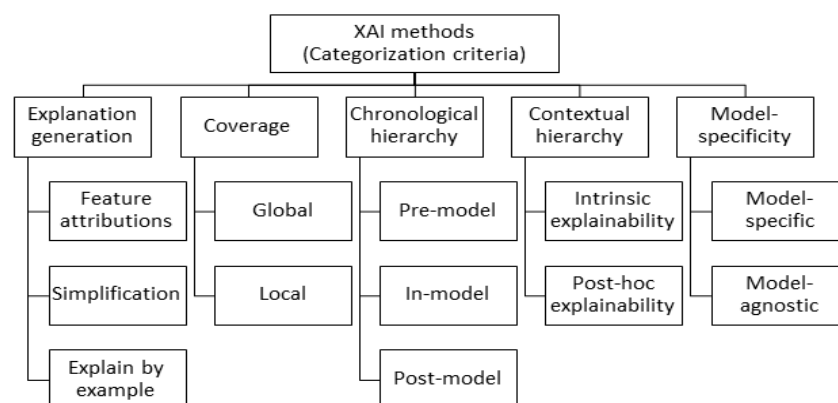 XAI methods
(Categorization criteria)
Explanation
generation
Coverage
Chronological
hierarchy
Contextual
hierarchy
Model-
specificity
Feature
attributions
Global
Pre-model
Intrinsic
explainability
Model-
specific
Simplification
Local
In-model
Post-hoc
explainability
Model-
agnostic
Explain by
example
Post-model